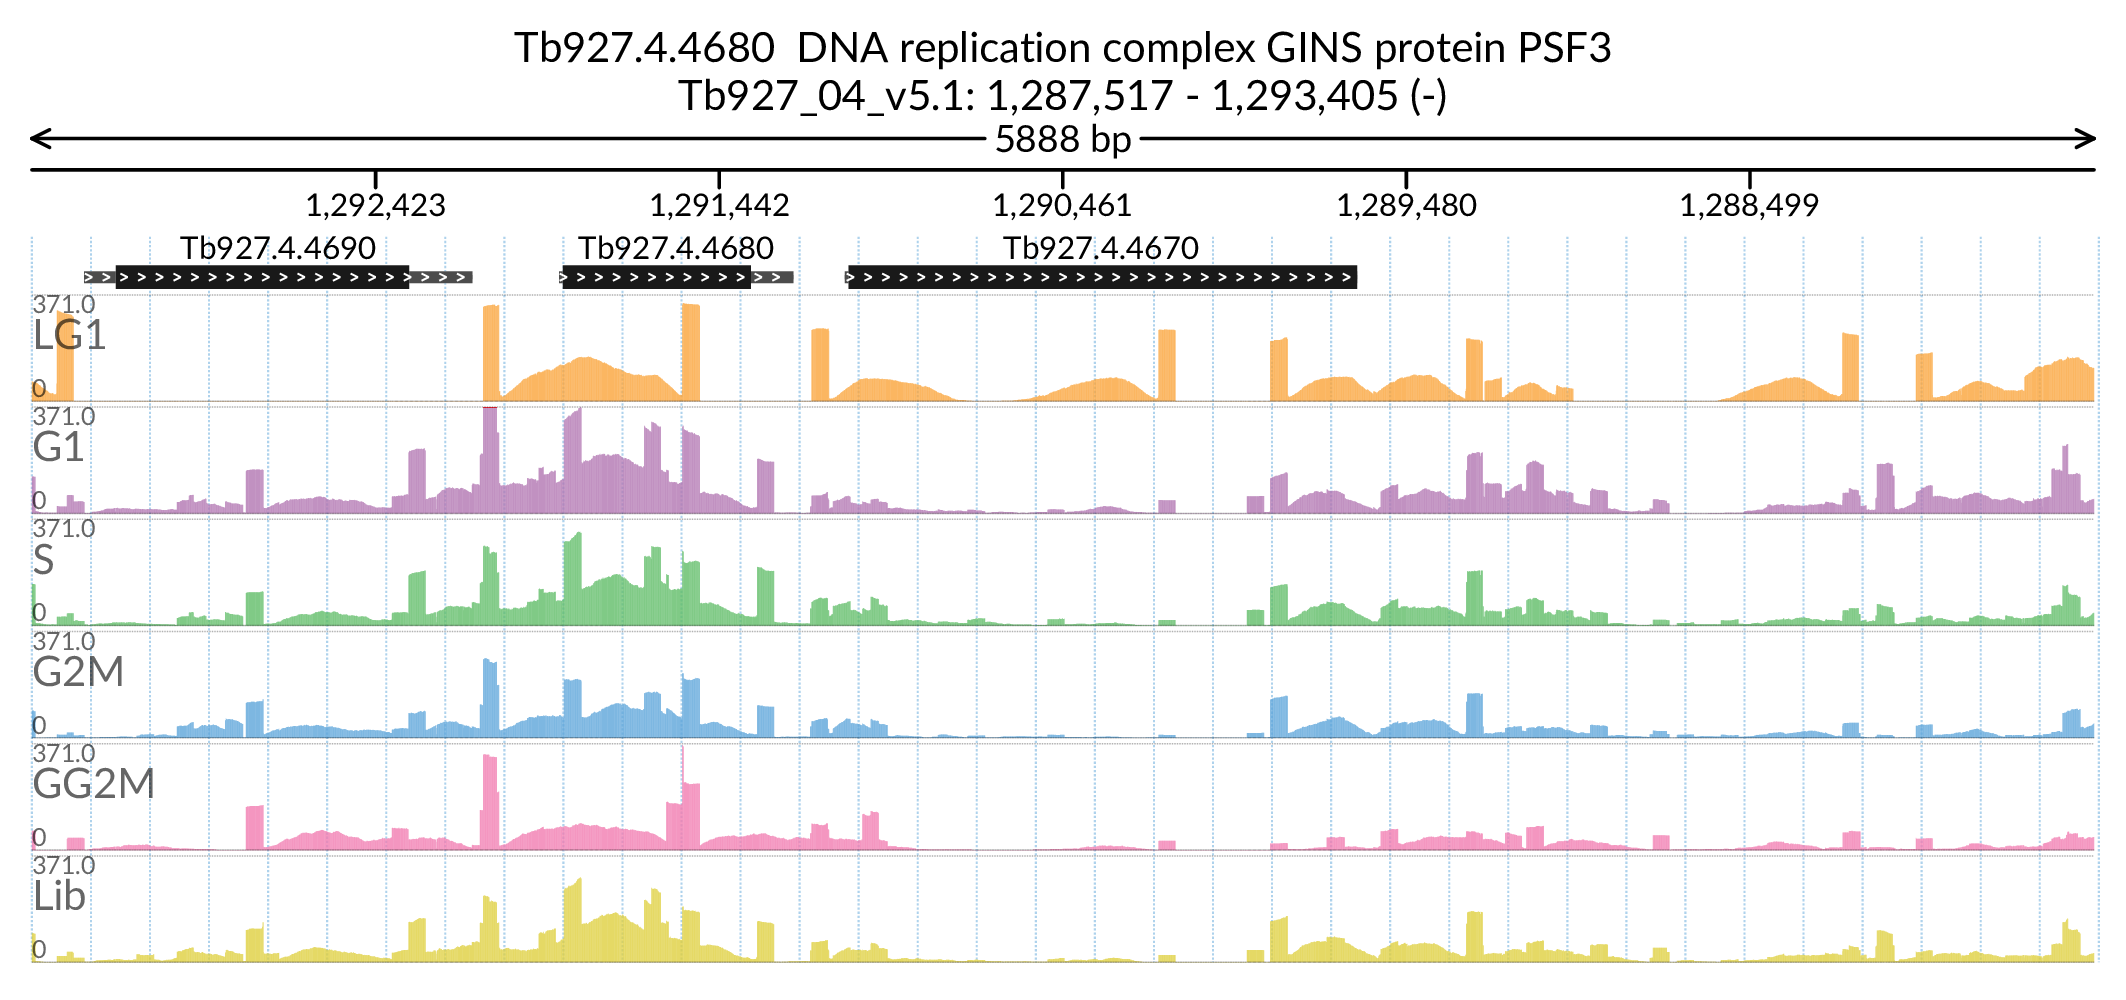 Tb927.4.4680  DNA replication complex GINS protein PSF3
Tb927_04_v5.1: 1,287,517 - 1,293,405 (-)
5888 bp
1,292,423 1,291,442 1,290,461 1,289,480 1,288,499
Tb927.4.4690 Tb927.4.4680 Tb927.4.4670
371.0
LG1
0
371.0
G1
0
371.0
S
0
371.0
G2M
0
371.0
GG2M
0
371.0
Lib
0